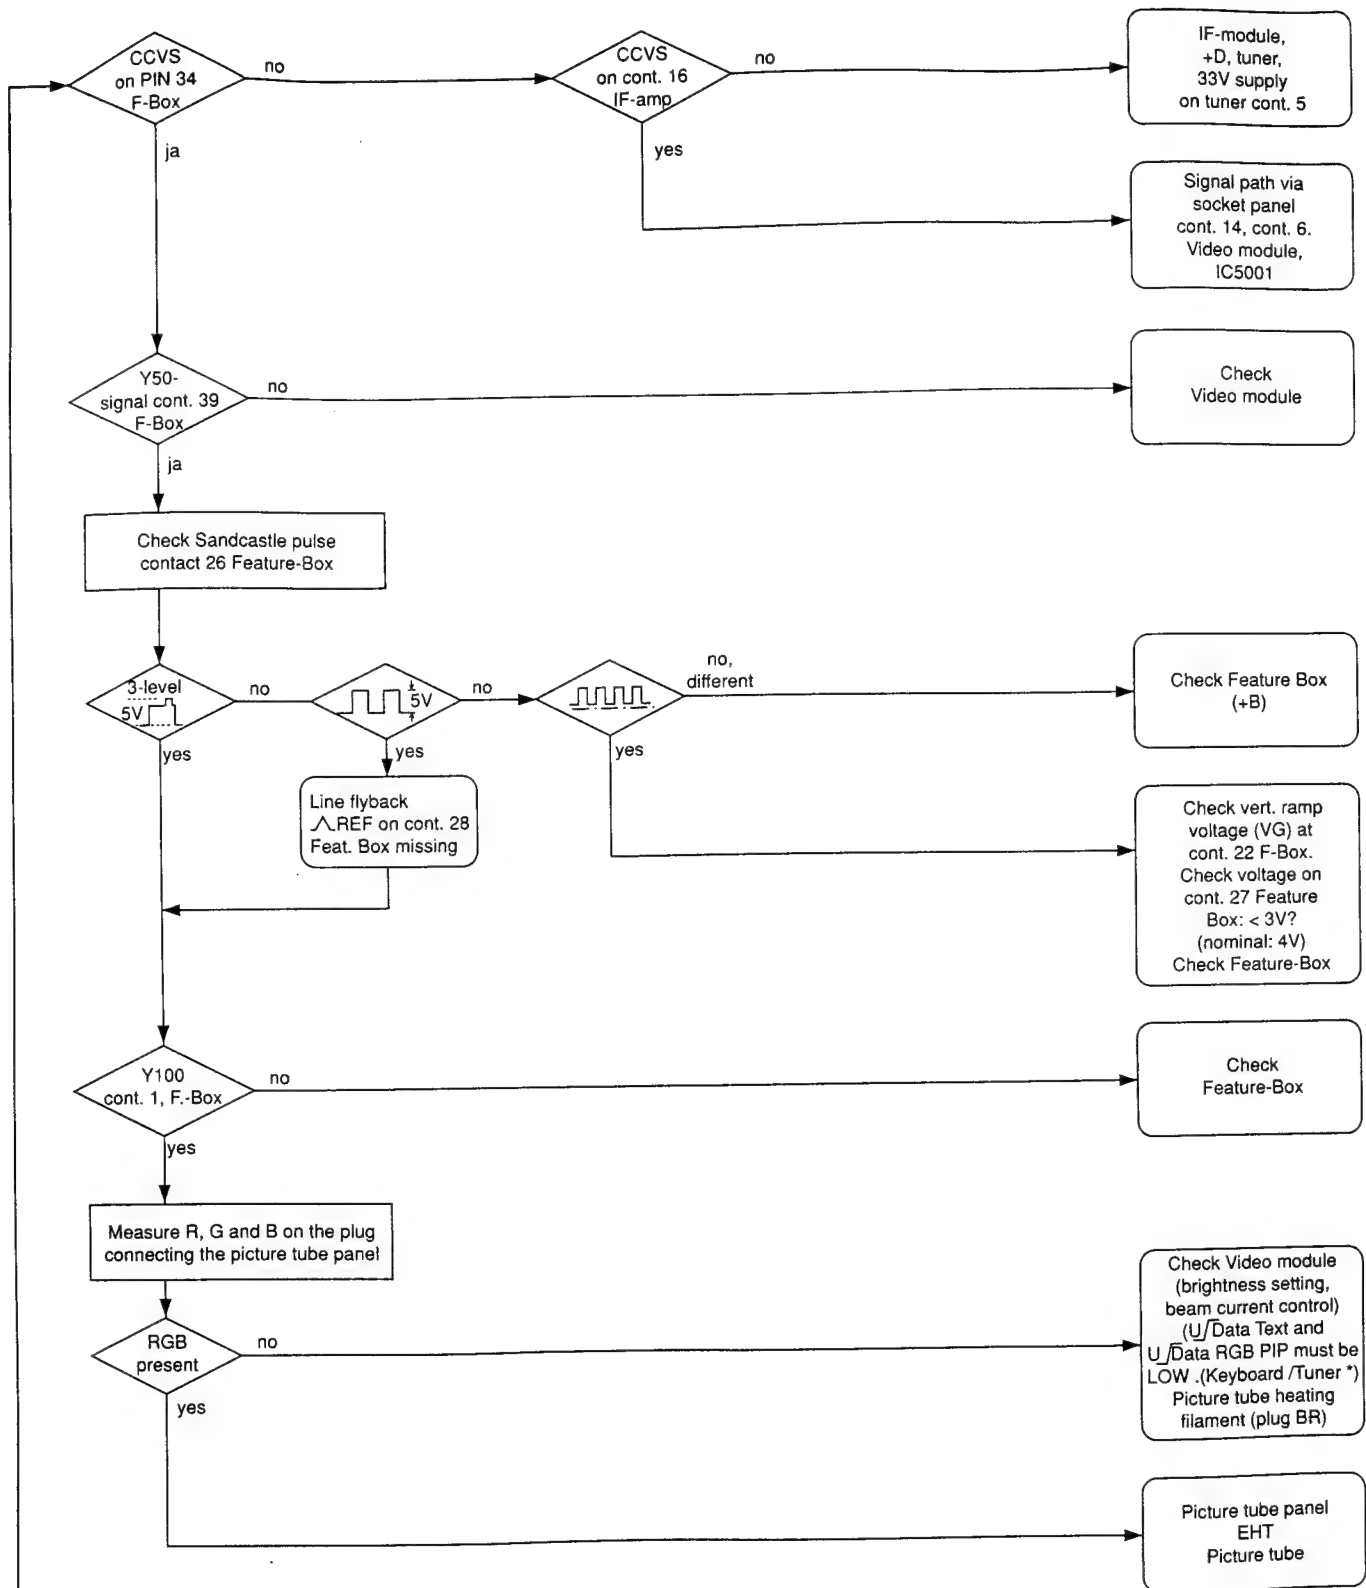 CCVS
on PIN 34
F-Box
no
CCVS
on cont. 16
IF-amp
no
IF-module,
+D, tuner,
33V supply
on tuner cont. 5
ja
yes
Signal path via
socket panel
cont. 14, cont. 6.
Video module,
IC5001
Y50-
signal cont. 39
F-Box
no
Check
Video module
ja
Check Sandcastle pulse
contact 26 Feature-Box
3-level
5V
no
5V
no
no,
different
Check Feature Box
(+B)
yes
yes
yes
Line flyback
REF on cont. 28
Feat. Box missing
Check vert. ramp
voltage (VG) at
cont. 22 F-Box.
Check voltage on
cont. 27 Feature
Box: < 3V?
(nominal: 4V)
Check Feature-Box
Y100
cont. 1, F.-Box
no
Check
Feature-Box
yes
Measure R, G and B on the plug
connecting the picture tube panel
RGB
present
no
Check Video module
(brightness setting,
beam current control)
(U Data Text and
U Data RGB PIP must be
LOW .(Keyboard /Tuner *)
Picture tube heating
filament (plug BR)
yes
Picture tube panel
EHT
Picture tube